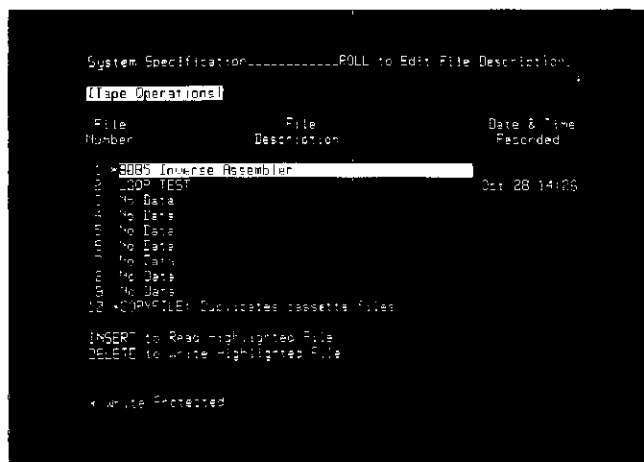 System Specification____________ROLL to Edit File Description.
[Tape Operations]
File File Date & Time
Number Description Recorded
1 *8085 Inverse Assembler
2 LOOP TEST Oct 28 14:26
3 No Data
4 No Data
5 No Data
6 No Data
7 No Data
8 No Data
9 No Data
10 *COPYFILE: Duplicates cassette files
INSERT to Read Highlighted File
DELETE to Write Highlighted File
* Write Protected